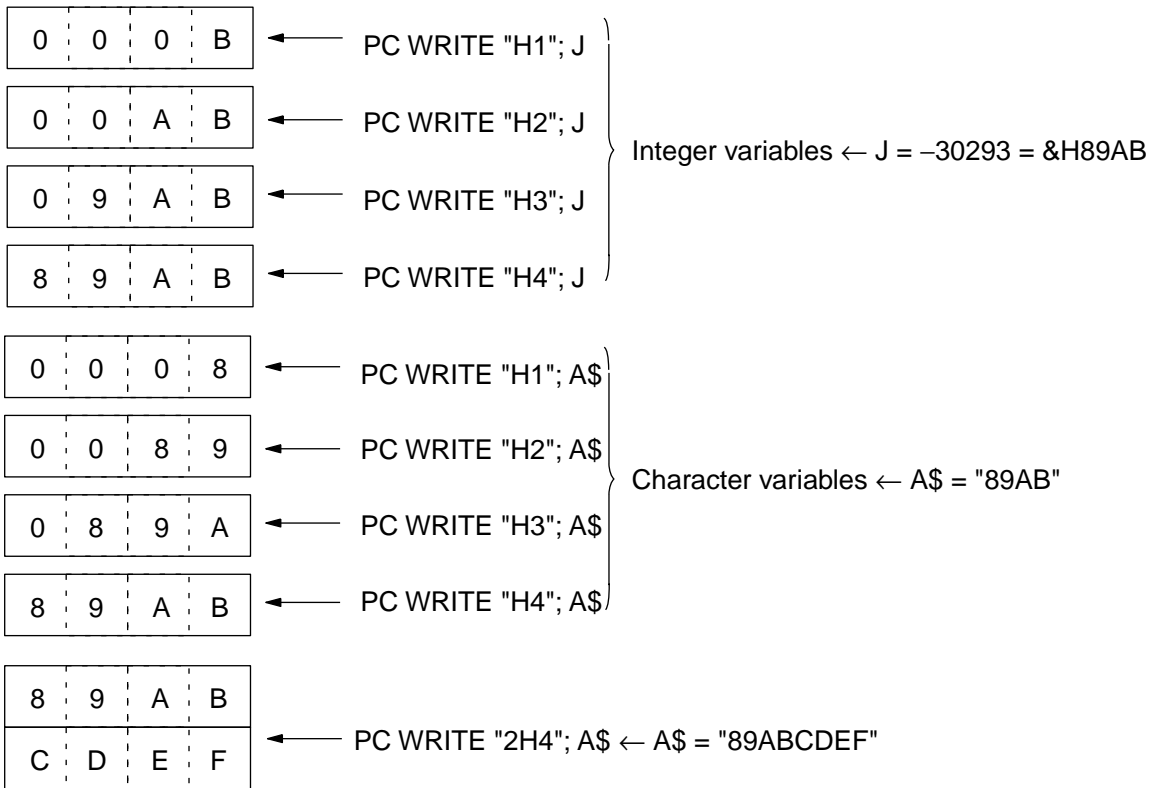 0 0 0 B ← PC WRITE "H1"; J
0 0 A B ← PC WRITE "H2"; J
Integer variables ← J = −30293 = &H89AB
0 9 A B ← PC WRITE "H3"; J
8 9 A B ← PC WRITE "H4"; J
0 0 0 8 ← PC WRITE "H1"; A$
0 0 8 9 ← PC WRITE "H2"; A$
Character variables ← A$ = "89AB"
0 8 9 A ← PC WRITE "H3"; A$
8 9 A B ← PC WRITE "H4"; A$
8 9 A B
← PC WRITE "2H4"; A$ ← A$ = "89ABCDEF"
C D E F